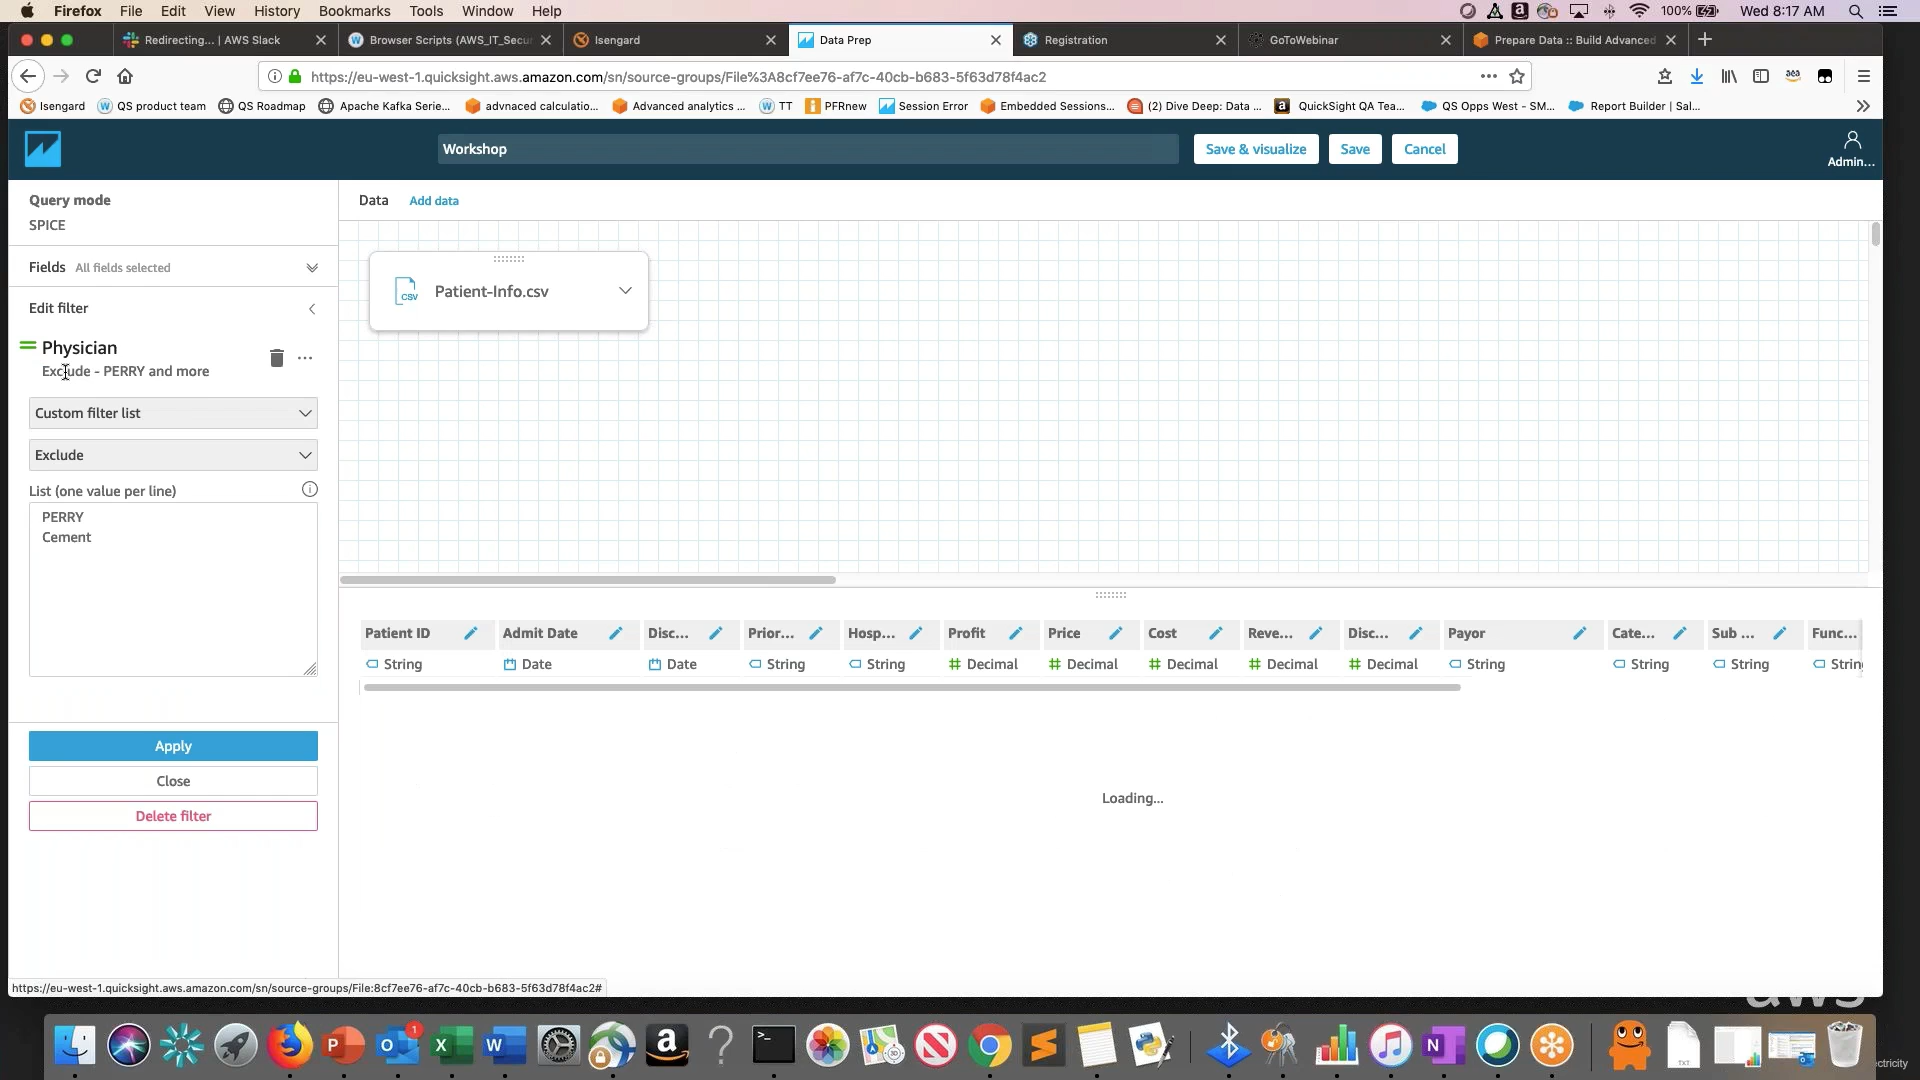 Firefox File Edit View History Bookmarks Tools Window Help 100% Wed 8:17 AM
Redirecting... | AWS Slack Browser Scripts (AWS_IT_Secu Isengard Data Prep Registration GoToWebinar Prepare Data :: Build Advanced
https://eu-west-1.quicksight.aws.amazon.com/sn/source-groups/File%3A8cf7ee76-af7c-40cb-b683-5f63d78f4ac2
Isengard QS product team QS Roadmap Apache Kafka Serie... advnaced calculatio... Advanced analytics ... TT PFRnew Session Error Embedded Sessions... (2) Dive Deep: Data ... QuickSight QA Tea... QS Opps West - SM... Report Builder | Sal...
Workshop Save & visualize Save Cancel Admin...
Query mode
SPICE
Data Add data
Fields All fields selected
Edit filter
Patient-Info.csv
CSV
Physician
Exclude - PERRY and more
Custom filter list
Exclude
List (one value per line)
PERRY
Cement
Apply
Close
Delete filter
Patient ID Admit Date Disc... Prior... Hosp... Profit Price Cost Reve... Disc... Payor Cate... Sub ... Func...
String Date Date String String Decimal Decimal Decimal Decimal Decimal String String String String
Loading...
https://eu-west-1.quicksight.aws.amazon.com/sn/source-groups/File:8cf7ee76-af7c-40cb-b683-5f63d78f4ac2#
aws
1
TXT
ectricity